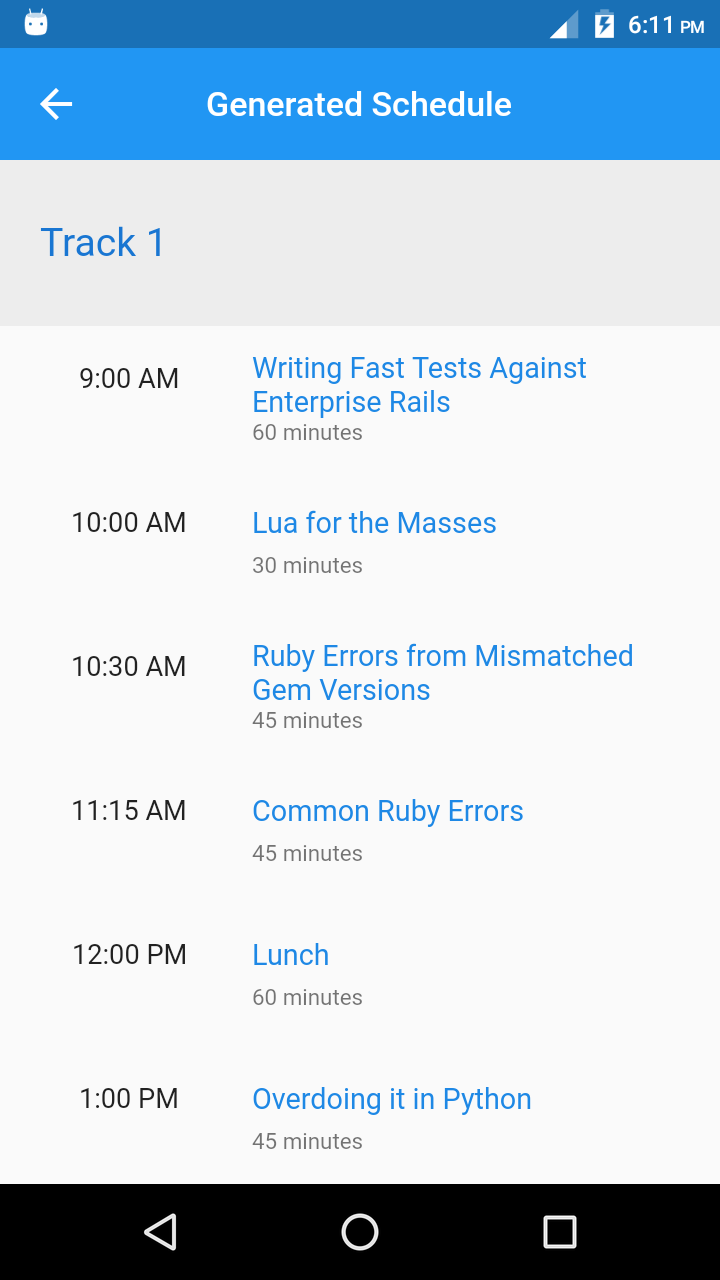 6:11 PM
Generated Schedule
Track 1
9:00 AM
Writing Fast Tests Against
Enterprise Rails
60 minutes
10:00 AM
Lua for the Masses
30 minutes
10:30 AM
Ruby Errors from Mismatched
Gem Versions
45 minutes
11:15 AM
Common Ruby Errors
45 minutes
12:00 PM
Lunch
60 minutes
1:00 PM
Overdoing it in Python
45 minutes